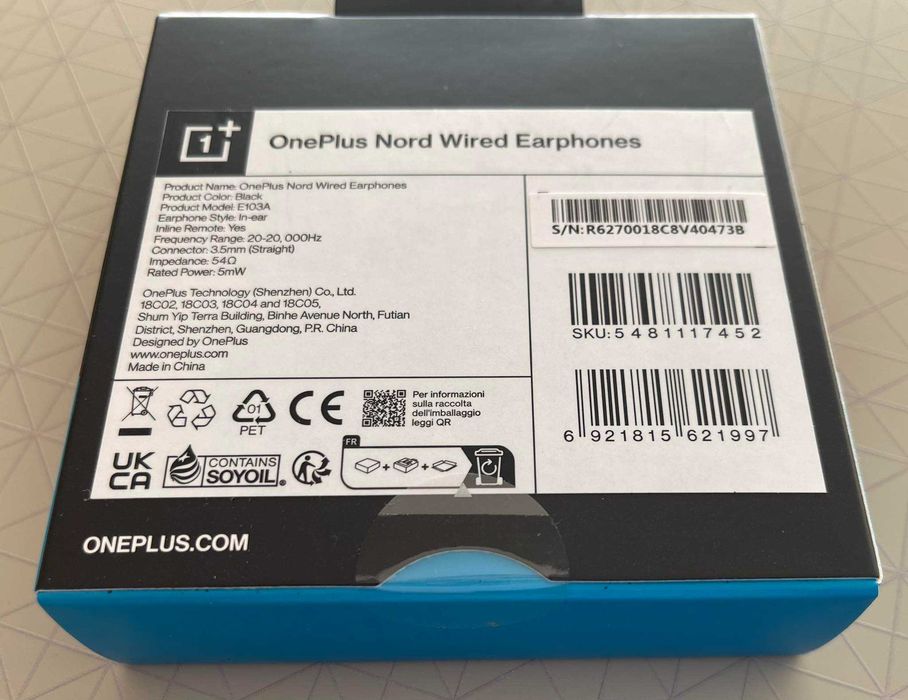 1+
OnePlus Nord Wired Earphones
Product Name: OnePlus Nord Wired Earphones
Product Color: Black
Product Model: E103A
Earphone Style: In-ear
Inline Remote: Yes
Frequency Range: 20-20, 000Hz
Connector: 3.5mm (Straight)
Impedance: 54Ω
Rated Power: 5mW
OnePlus Technology (Shenzhen) Co., Ltd.
18C02, 18C03, 18C04 and 18C05,
Shum Yip Terra Building, Binhe Avenue North, Futian
District, Shenzhen, Guangdong, P.R. China
Designed by OnePlus
www.oneplus.com
Made in China
S/N:R6270018C8V40473B
SKU:5481117452
6 921815 621997
01
PET
CE
Per informazioni
sulla raccolta
dell'imballaggio
leggi QR
UK
CA
CONTAINS
SOYOIL®
FR
ONEPLUS.COM